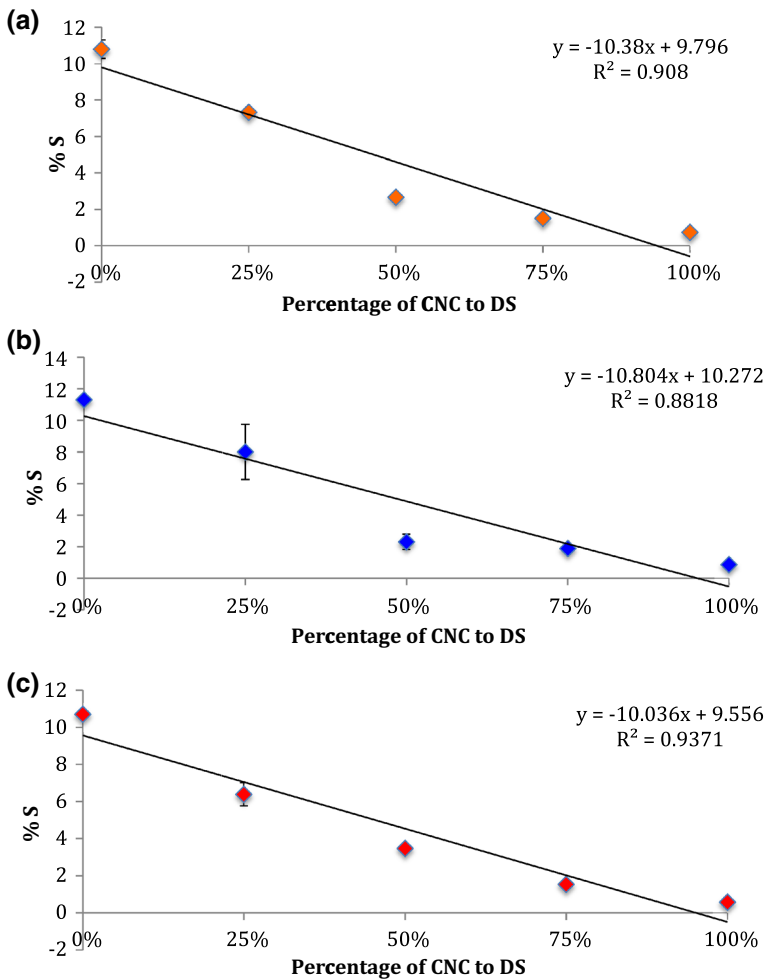 (a)
12
10
8
6
4
2
0
-2
% S
y = -10.38x + 9.796
R² = 0.908
0% 25% 50% 75% 100%
Percentage of CNC to DS
(b)
14
12
10
8
6
4
2
0
-2
% S
y = -10.804x + 10.272
R² = 0.8818
0% 25% 50% 75% 100%
Percentage of CNC to DS
(c)
12
10
8
6
4
2
0
-2
% S
y = -10.036x + 9.556
R² = 0.9371
0% 25% 50% 75% 100%
Percentage of CNC to DS